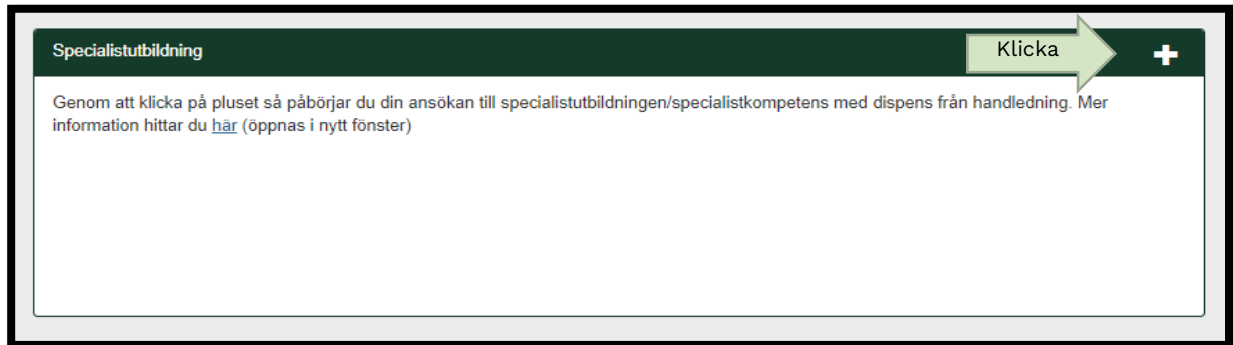 Specialistutbildning
Klicka
Genom att klicka på pluset så påbörjar du din ansökan till specialistutbildningen/specialistkompetens med dispens från handledning. Mer
information hittar du här (öppnas i nytt fönster)